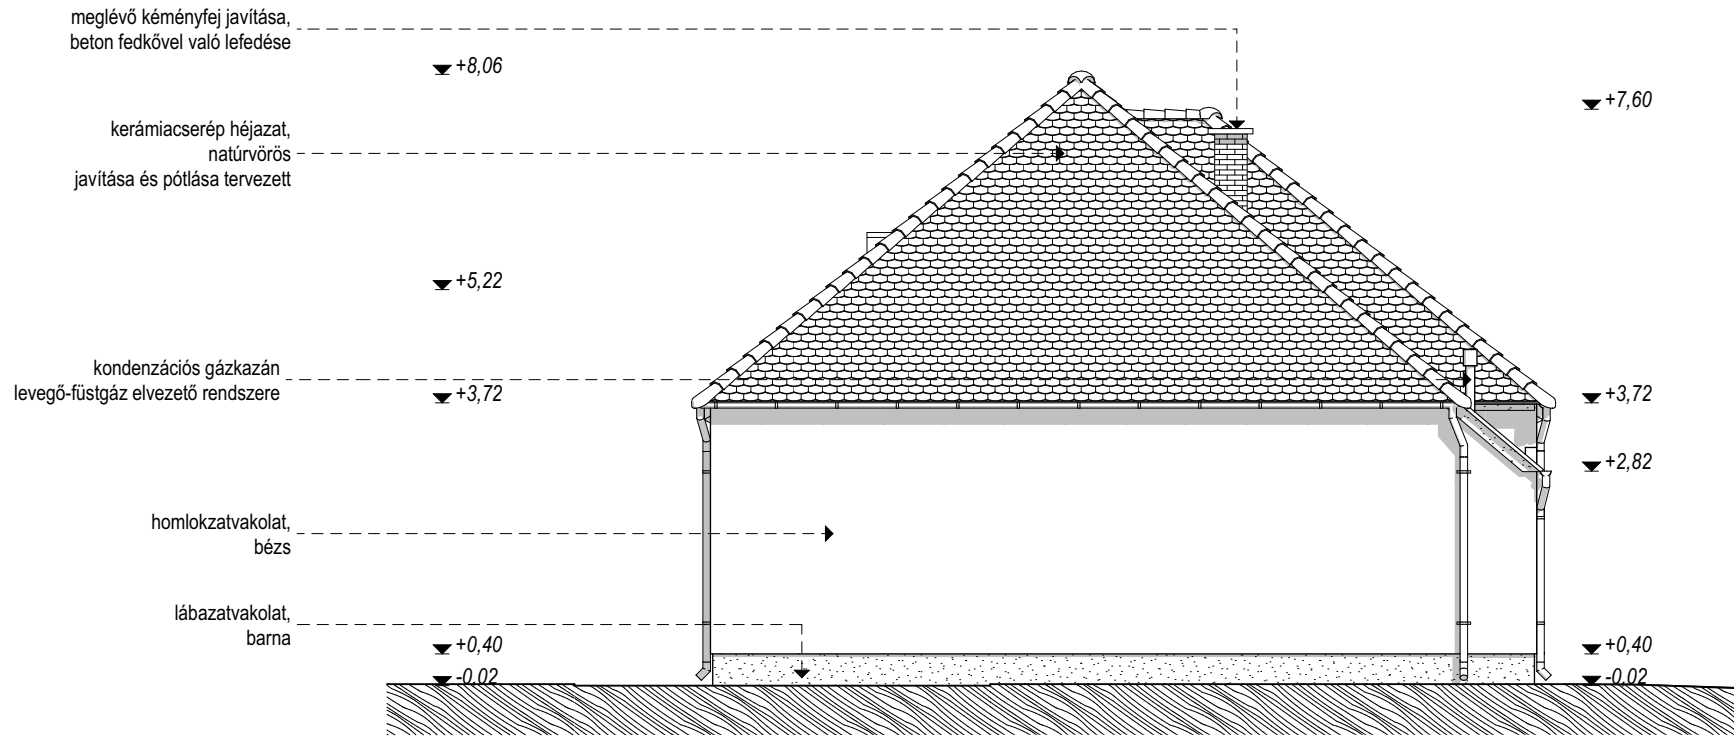 meglévő kéményfej javítása,
beton fedkővel való lefedése
+8,06
+7,60
kerámiacserép héjazat,
natúrvörös
javítása és pótlása tervezett
+5,22
kondenzációs gázkazán
levegő-füstgáz elvezető rendszere
+3,72
+3,72
+2,82
homlokzatvakolat,
bézs
lábazatvakolat,
barna
+0,40
+0,40
-0,02
-0,02